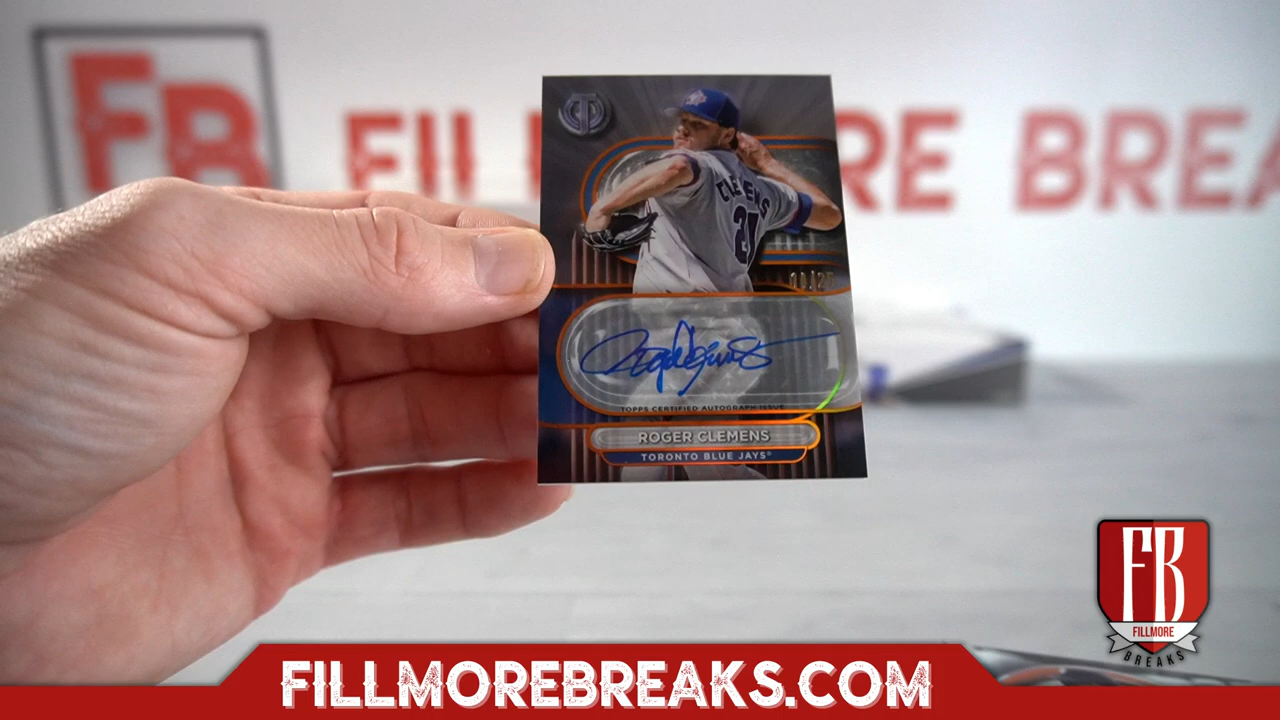 FB
FILLMORE BREA
CLEMENS
21
TOPPS CERTIFIED AUTOGRAPH ISSUE
ROGER CLEMENS
TORONTO BLUE JAYS®
FB
FILLMORE
BREAKS
FILLMOREBREAKS.COM